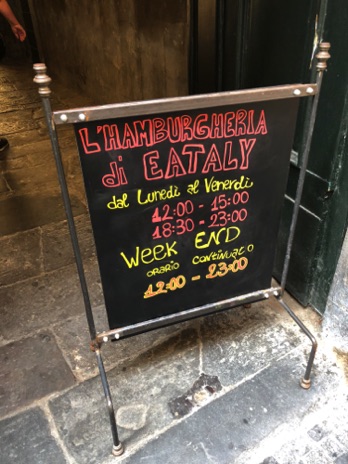 L'HAMBURGHERIA
di EATALY
dal Lunedì al Venerdì
12:00 - 15:00
18:30 - 23:00
WEEK END
ORARIO CONTINUATO
12:00 - 23:00